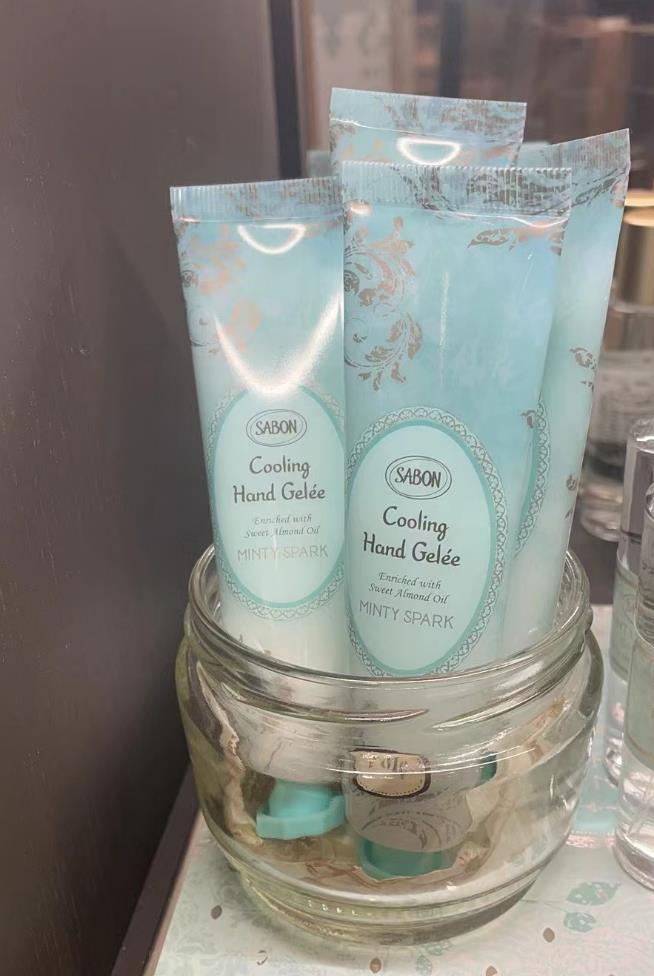 SABON
Cooling
Hand Gelée
Enriched with
Sweet Almond Oil
MINTY SPARK
SABON
Cooling
Hand Gelée
Enriched with
Sweet Almond Oil
MINTY SPARK